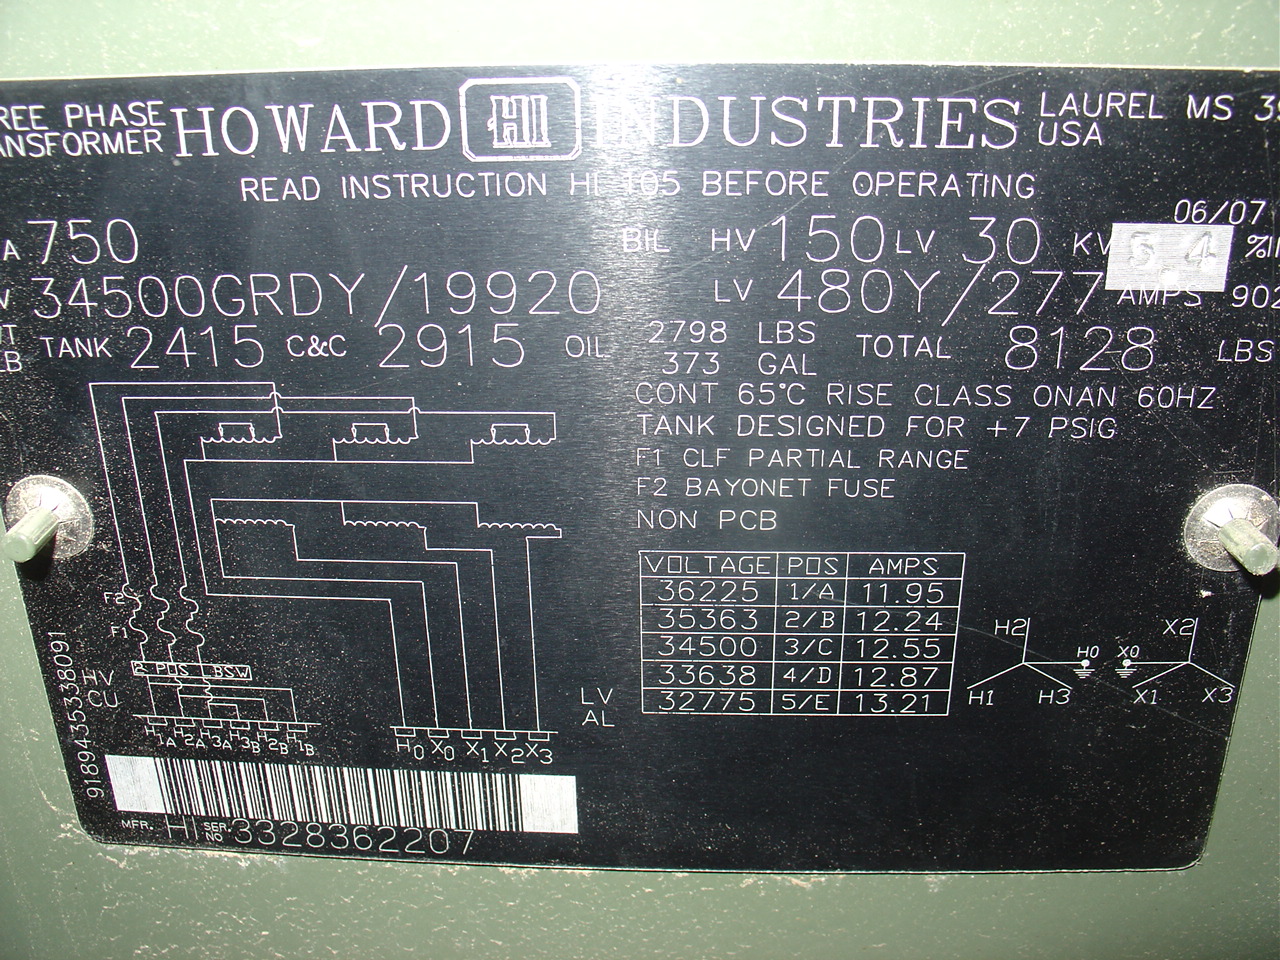 REE PHASE
NSFORMER
HOWARD HI INDUSTRIES
LAUREL MS
USA
READ INSTRUCTION HI 105 BEFORE OPERATING
06/07
A 750 BIL HV 150 LV 30 KV 5.4
34500GRDY/19920 LV 480Y/277 AMPS 902
TANK 2415 C&C 2915 OIL 2798 LBS
373 GAL
TOTAL 8128 LBS
CONT 65°C RISE CLASS ONAN 60HZ
TANK DESIGNED FOR +7 PSIG
F1 CLF PARTIAL RANGE
F2 BAYONET FUSE
NON PCB
VOLTAGE POS AMPS
36225 1/A 11.95
35363 2/B 12.24
34500 3/C 12.55
33638 4/D 12.87
32775 5/E 13.21
H2 H0 X0 X2
H1 H3 X1 X3
F2
F1
2 POS BSW
HV
CU
LV
AL
H1A H2A H3A H3B H2B H1B
H0 X0 X1 X2 X3
9189435338091
MFR. HI SER. NO 3328362207